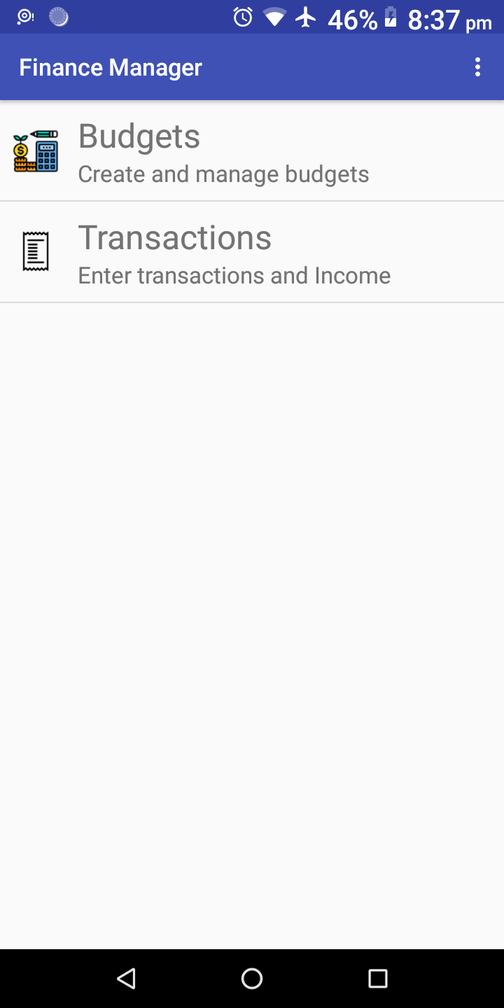 46% 8:37 pm
Finance Manager
Budgets
Create and manage budgets
Transactions
Enter transactions and Income